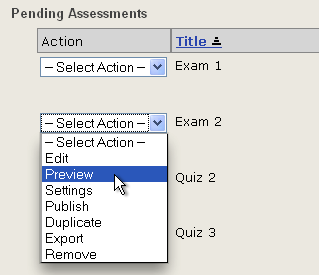 Pending Assessments
Action Title
-- Select Action -- Exam 1
-- Select Action -- Exam 2
-- Select Action --
Edit
Preview
Settings Quiz 2
Publish
Duplicate
Export Quiz 3
Remove